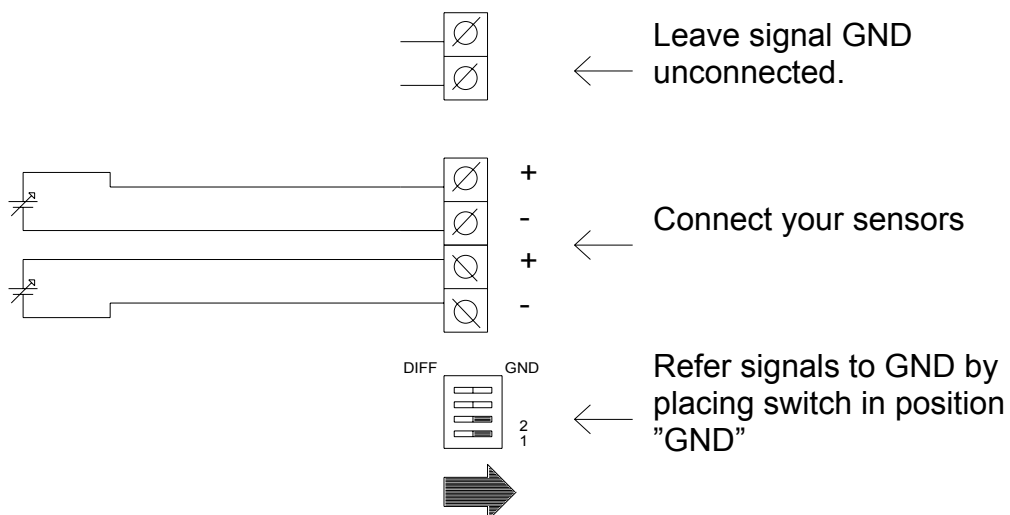 Leave signal GND
unconnected.
+
-
Connect your sensors
+
-
DIFF GND
2
1
Refer signals to GND by
placing switch in position
”GND”